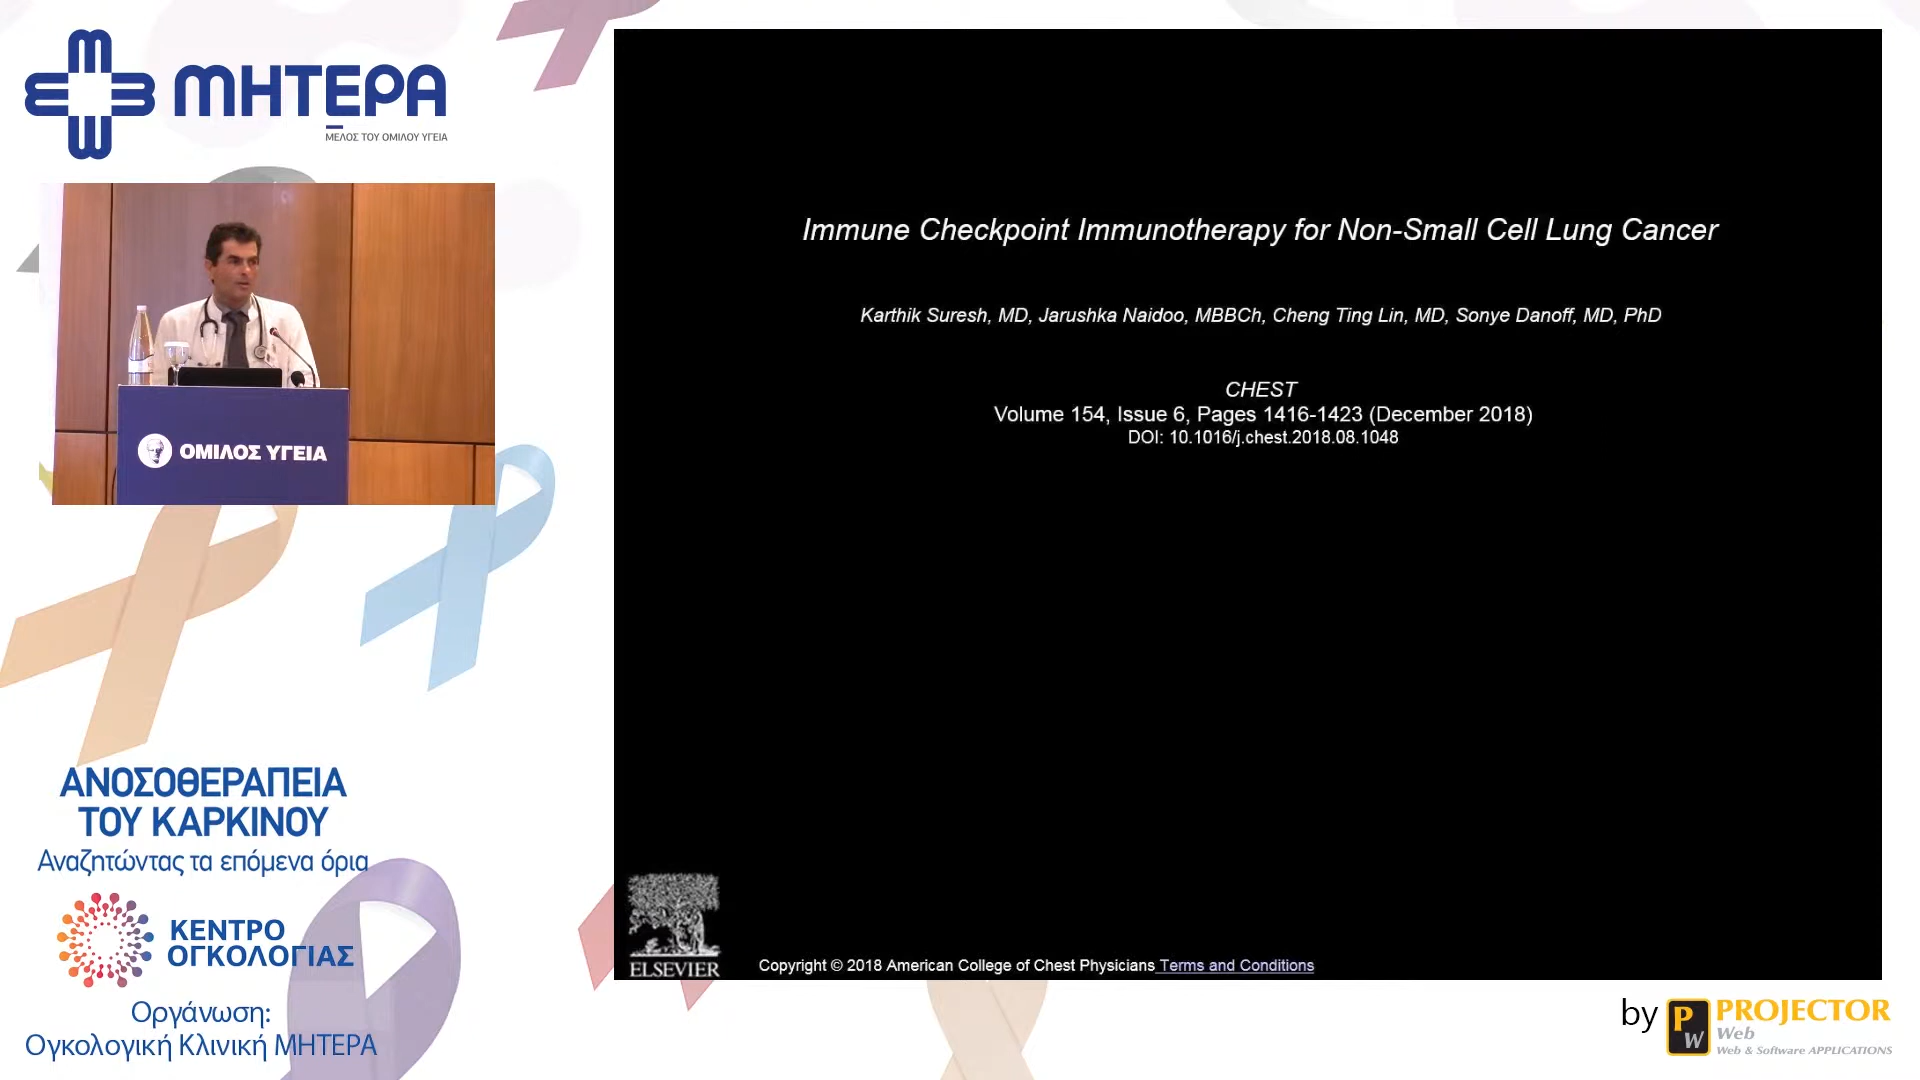 ΜΗΤΕΡΑ
ΜΕΛΟΣ ΤΟΥ ΟΜΙΛΟΥ ΥΓΕΙΑ
ΟΜΙΛΟΣ ΥΓΕΙΑ
ΑΝΟΣΟΘΕΡΑΠΕΙΑ
ΤΟΥ ΚΑΡΚΙΝΟΥ
Αναζητώντας τα επόμενα όρια
ΚΕΝΤΡΟ
ΟΓΚΟΛΟΓΙΑΣ
Οργάνωση:
Ογκολογική Κλινική ΜΗΤΕΡΑ
Immune Checkpoint Immunotherapy for Non-Small Cell Lung Cancer
Karthik Suresh, MD, Jarushka Naidoo, MBBCh, Cheng Ting Lin, MD, Sonye Danoff, MD, PhD
CHEST
Volume 154, Issue 6, Pages 1416-1423 (December 2018)
DOI: 10.1016/j.chest.2018.08.1048
ELSEVIER
Copyright © 2018 American College of Chest Physicians Terms and Conditions
by PW PROJECTOR
Web
Web & Software APPLICATIONS